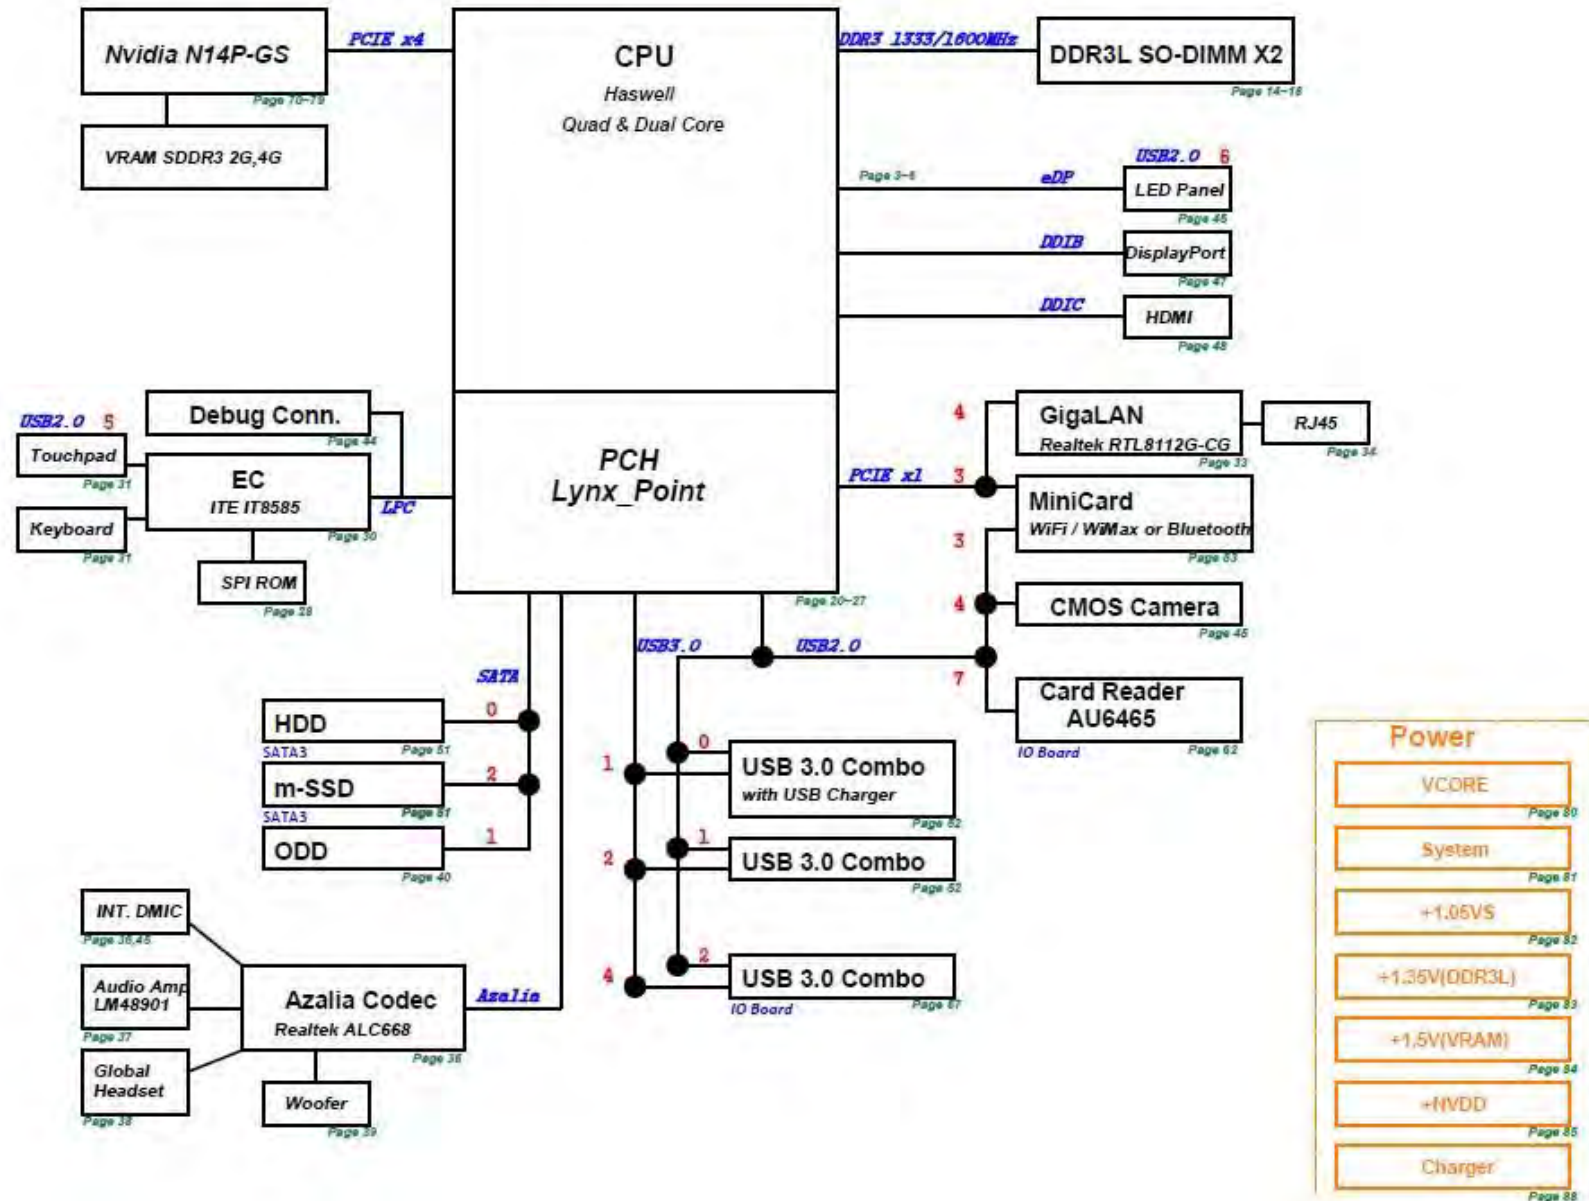 Nvidia N14P-GS
Page 70~79
VRAM SDDR3 2G,4G
PCIE x4
CPU
Haswell
Quad & Dual Core
Page 3~6
DDR3 1333/1600MHz
DDR3L SO-DIMM X2
eDP
USB2.0 6
LED Panel
Page 45
DDIB
DisplayPort
Page 47
DDIC
HDMI
Page 48
USB2.0 5
Touchpad
Page 31
Keyboard
Page 31
Debug Conn.
Page 44
EC
ITE IT8585
Page 30
LPC
SPI ROM
Page 28
PCH
Lynx_Point
Page 20~27
PCIE x1
4
GigaLAN
Realtek RTL8112G-CG
Page 33
RJ45
Page 34
3
MiniCard
WiFi / WiMax or Bluetooth
3
4
CMOS Camera
Page 45
7
Card Reader
AU6465
IO Board
Page 62
SATA
0
HDD
SATA3
Page 51
2
m-SSD
SATA3
1
ODD
Page 40
USB3.0
USB2.0
0
1
USB 3.0 Combo
with USB Charger
Page 52
1
2
USB 3.0 Combo
Page 52
2
4
USB 3.0 Combo
IO Board
Page 67
INT. DMIC
Page 36,45
Audio Amp
LM48901
Page 37
Global
Headset
Page 38
Azalia Codec
Realtek ALC668
Page 36
Azalia
Woofer
Page 39
Power
VCORE
Page 80
System
Page 81
+1.05VS
Page 82
+1.35V(DDR3L)
Page 83
+1.5V(VRAM)
Page 84
+NVDD
Page 85
Charger
Page 88